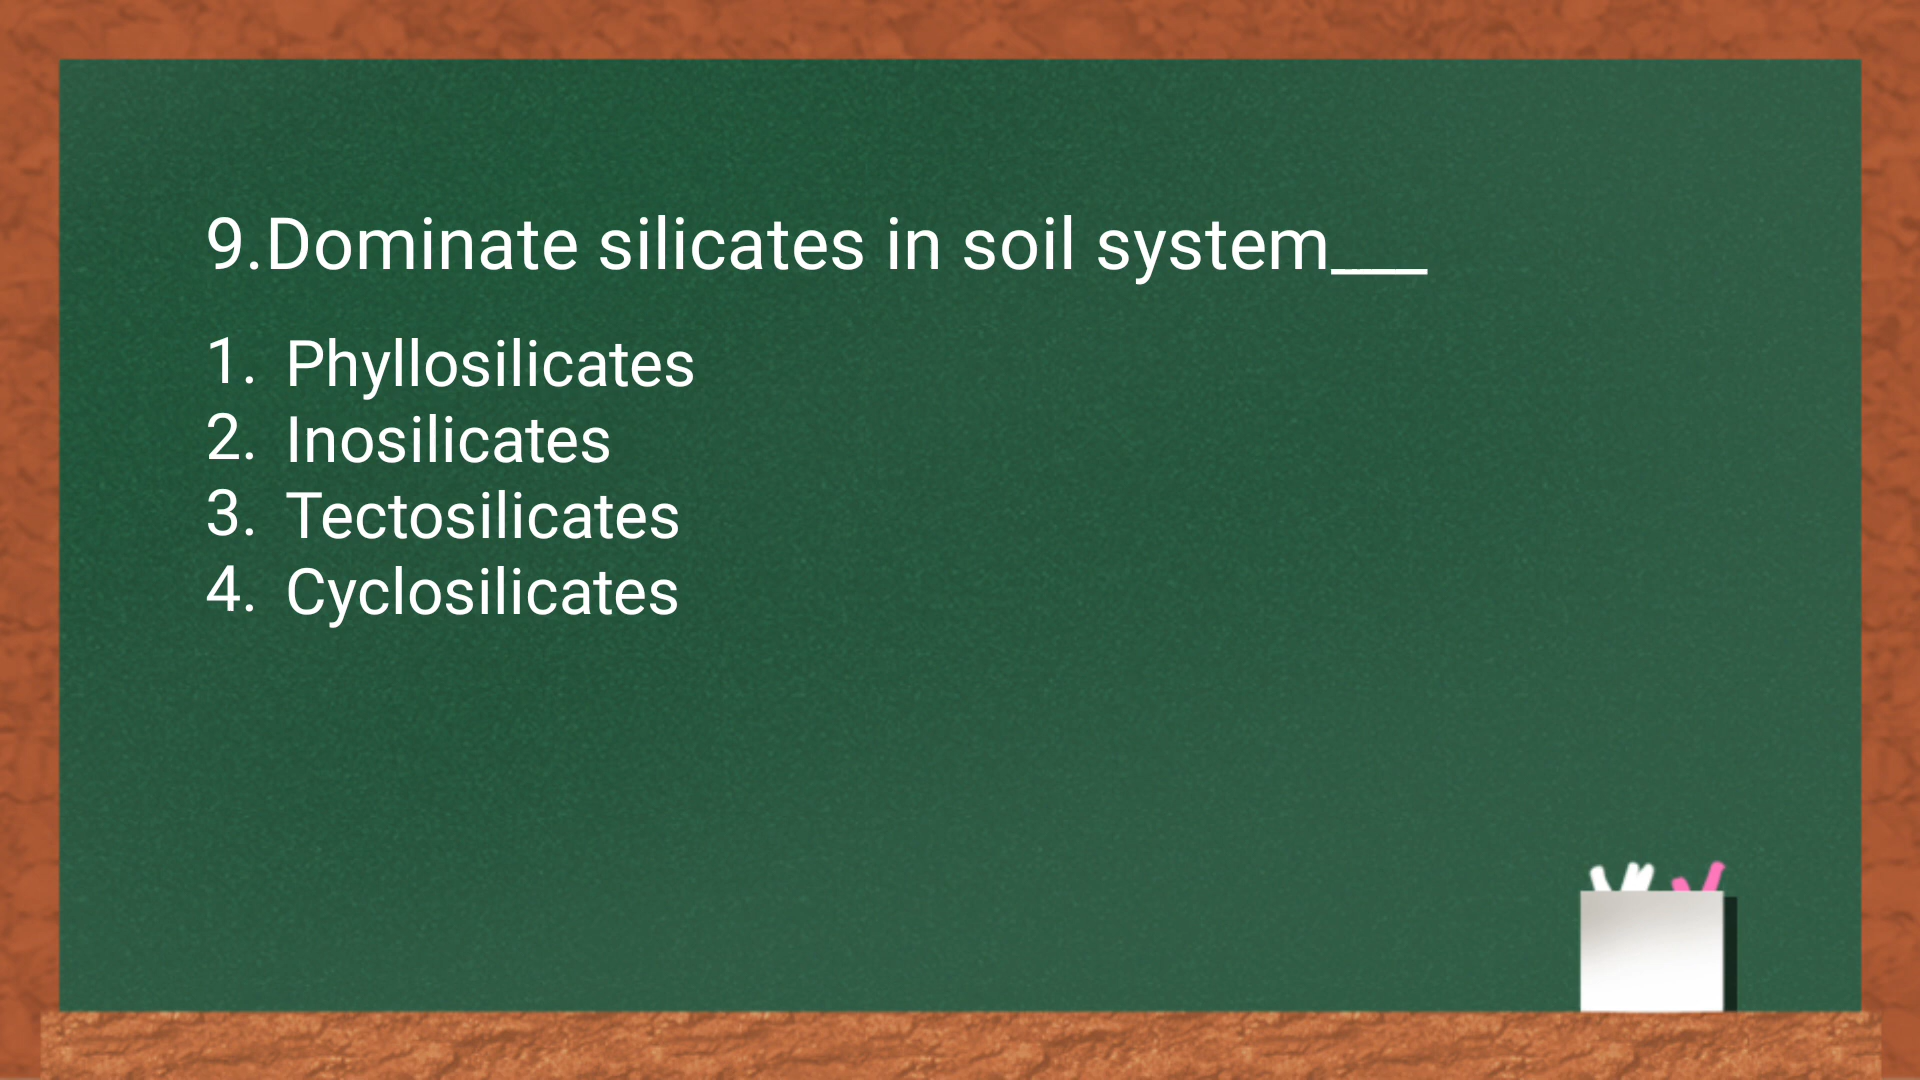 9.Dominate silicates in soil system___
1. Phyllosilicates
2. Inosilicates
3. Tectosilicates
4. Cyclosilicates